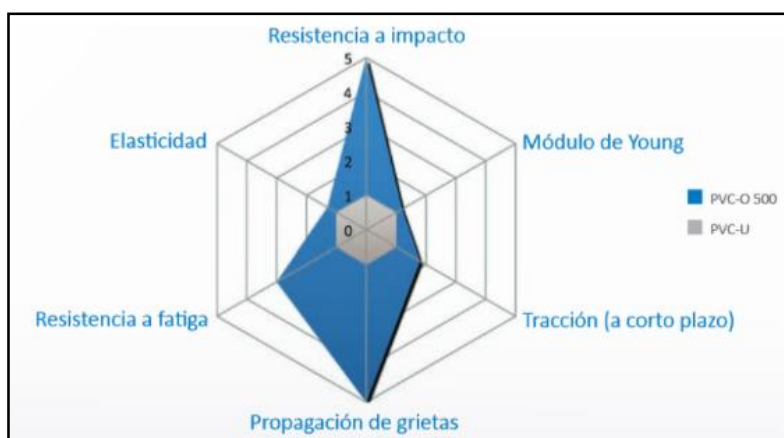 Resistencia a impacto
5
4
3
2
1
0
Elasticidad
Módulo de Young
PVC-O 500
PVC-U
Resistencia a fatiga
Tracción (a corto plazo)
Propagación de grietas